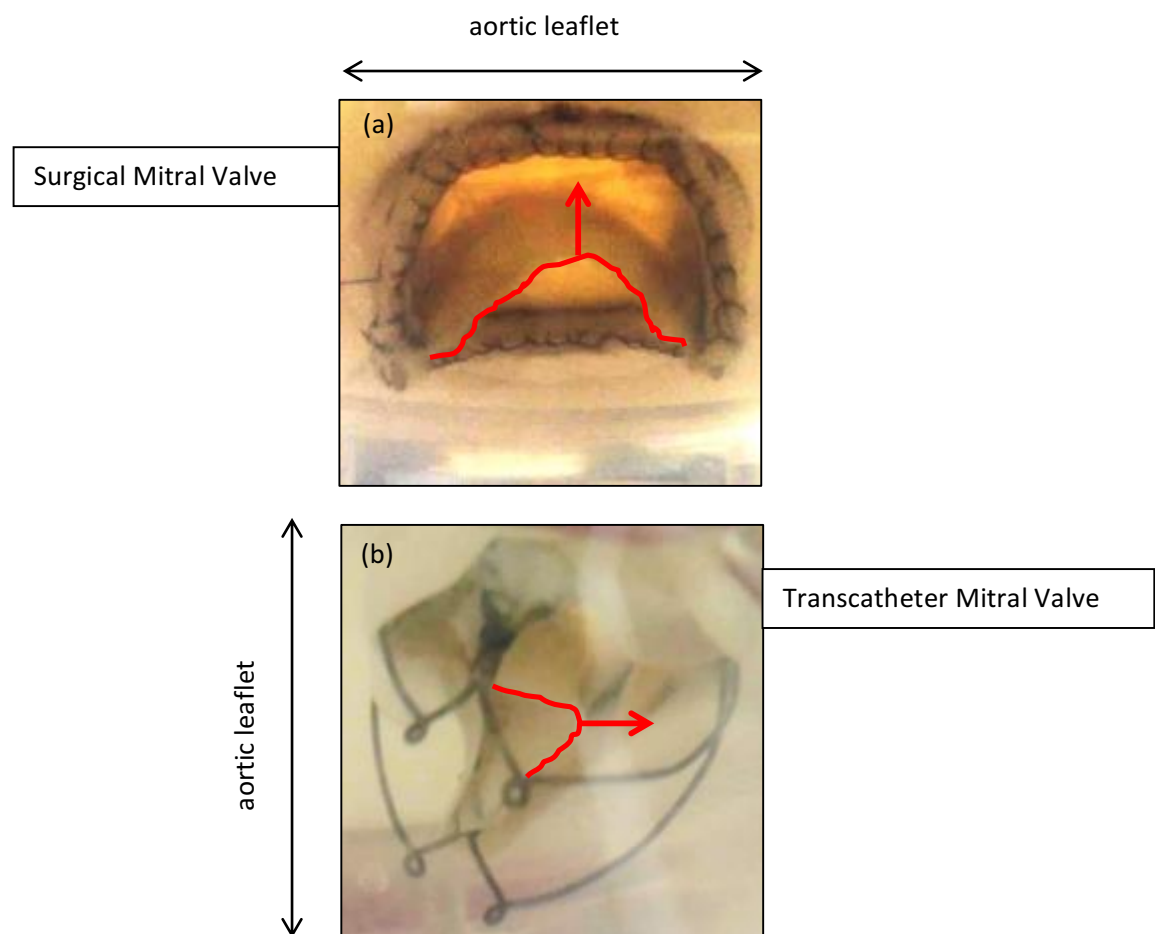 aortic leaflet
(a)
Surgical Mitral Valve
(b)
Transcatheter Mitral Valve
aortic leaflet